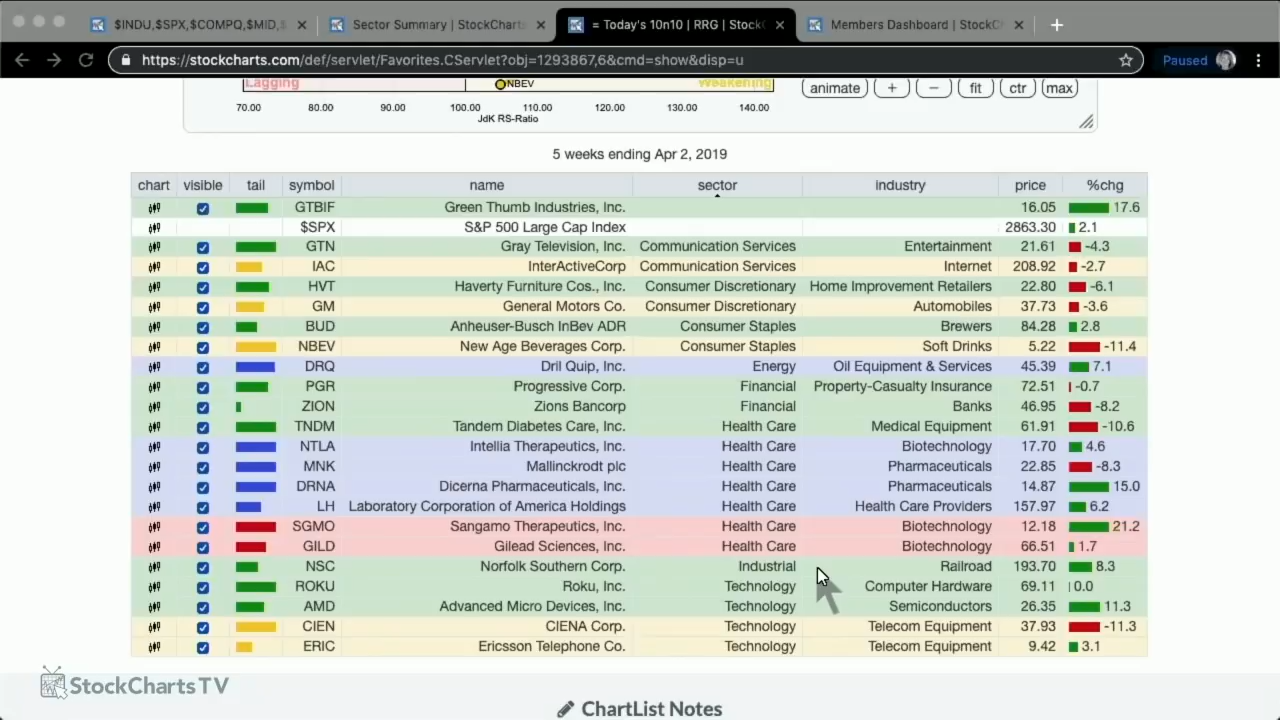 $INDU,$SPX,$COMPQ,$MID,$
Sector Summary | StockCharts
= Today's 10n10 | RRG | StockC
Members Dashboard | StockCh
https://stockcharts.com/def/servlet/Favorites.CServlet?obj=1293867,6&cmd=show&disp=u
Paused
Lagging
NBEV
Weakening
animate + − fit ctr max
70.00 80.00 90.00 100.00 110.00 120.00 130.00 140.00
JdK RS-Ratio
5 weeks ending Apr 2, 2019
chart visible tail symbol name sector industry price %chg
GTBIF Green Thumb Industries, Inc. 16.05 17.6
$SPX S&P 500 Large Cap Index 2863.30 2.1
GTN Gray Television, Inc. Communication Services Entertainment 21.61 -4.3
IAC InterActiveCorp Communication Services Internet 208.92 -2.7
HVT Haverty Furniture Cos., Inc. Consumer Discretionary Home Improvement Retailers 22.80 -6.1
GM General Motors Co. Consumer Discretionary Automobiles 37.73 -3.6
BUD Anheuser-Busch InBev ADR Consumer Staples Brewers 84.28 2.8
NBEV New Age Beverages Corp. Consumer Staples Soft Drinks 5.22 -11.4
DRQ Dril Quip, Inc. Energy Oil Equipment & Services 45.39 7.1
PGR Progressive Corp. Financial Property-Casualty Insurance 72.51 -0.7
ZION Zions Bancorp Financial Banks 46.95 -8.2
TNDM Tandem Diabetes Care, Inc. Health Care Medical Equipment 61.91 -10.6
NTLA Intellia Therapeutics, Inc. Health Care Biotechnology 17.70 4.6
MNK Mallinckrodt plc Health Care Pharmaceuticals 22.85 -8.3
DRNA Dicerna Pharmaceuticals, Inc. Health Care Pharmaceuticals 14.87 15.0
LH Laboratory Corporation of America Holdings Health Care Health Care Providers 157.97 6.2
SGMO Sangamo Therapeutics, Inc. Health Care Biotechnology 12.18 21.2
GILD Gilead Sciences, Inc. Health Care Biotechnology 66.51 1.7
NSC Norfolk Southern Corp. Industrial Railroad 193.70 8.3
ROKU Roku, Inc. Technology Computer Hardware 69.11 0.0
AMD Advanced Micro Devices, Inc. Technology Semiconductors 26.35 11.3
CIEN CIENA Corp. Technology Telecom Equipment 37.93 -11.3
ERIC Ericsson Telephone Co. Technology Telecom Equipment 9.42 3.1
StockCharts TV
ChartList Notes